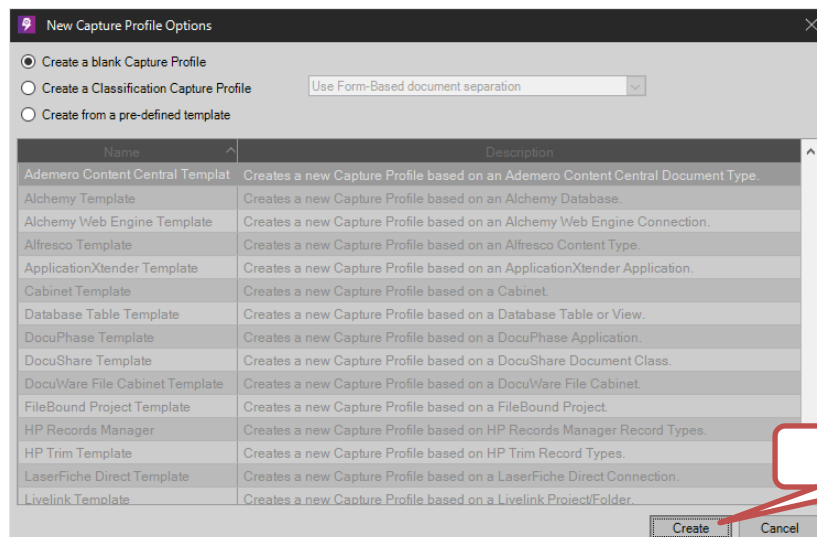 New Capture Profile Options
Create a blank Capture Profile
Create a Classification Capture Profile Use Form-Based document separation
Create from a pre-defined template
Name Description
Ademero Content Central Templat Creates a new Capture Profile based on an Ademero Content Central Document Type.
Alchemy Template Creates a new Capture Profile based on an Alchemy Database.
Alchemy Web Engine Template Creates a new Capture Profile based on an Alchemy Web Engine Connection.
Alfresco Template Creates a new Capture Profile based on an Alfresco Content Type.
ApplicationXtender Template Creates a new Capture Profile based on an ApplicationXtender Application.
Cabinet Template Creates a new Capture Profile based on a Cabinet.
Database Table Template Creates a new Capture Profile based on a Database Table or View.
DocuPhase Template Creates a new Capture Profile based on a DocuPhase Application.
DocuShare Template Creates a new Capture Profile based on a DocuShare Document Class.
DocuWare File Cabinet Template Creates a new Capture Profile based on a DocuWare File Cabinet.
FileBound Project Template Creates a new Capture Profile based on a FileBound Project.
HP Records Manager Creates a new Capture Profile based on HP Records Manager Record Types.
HP Trim Template Creates a new Capture Profile based on HP Trim Record Types.
LaserFiche Direct Template Creates a new Capture Profile based on a LaserFiche Direct Connection.
Livelink Template Creates a new Capture Profile based on a Livelink Project/Folder.
Create Cancel